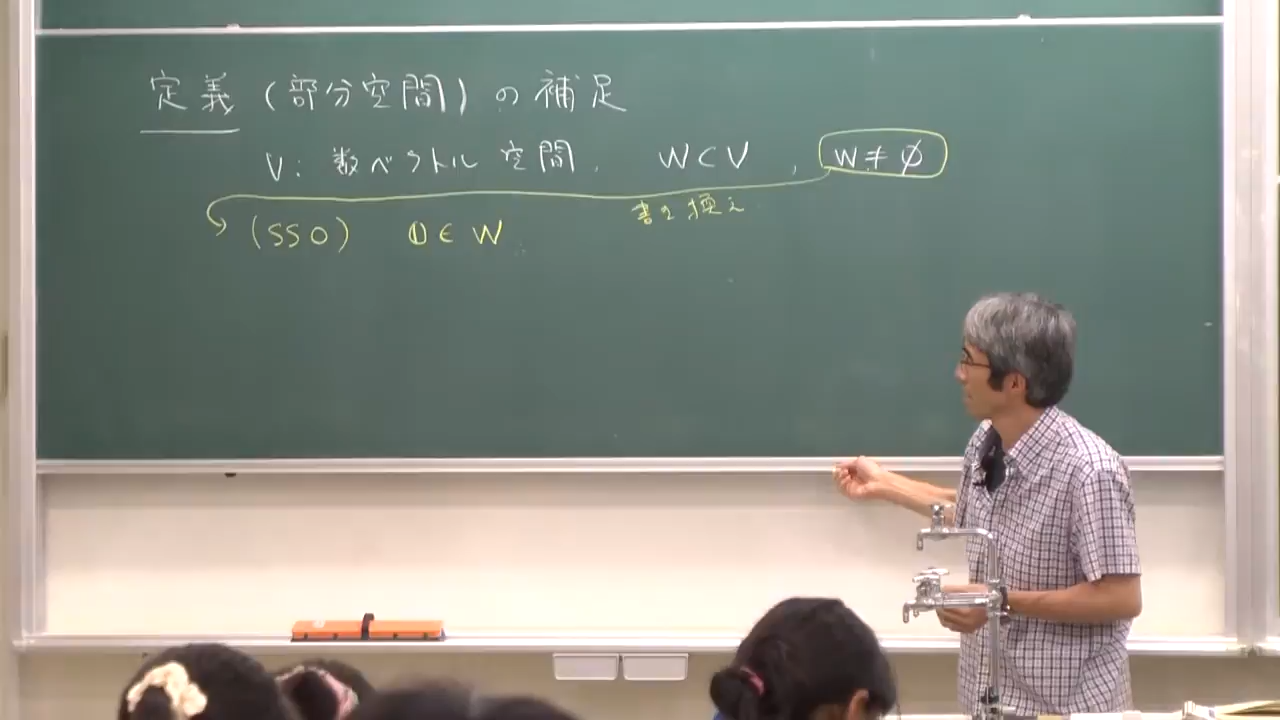 定義 (部分空間) の補足
V: 数ベクトル空間, W⊂V, W≠∅
書き換え
(SS0) 𝟘∈W